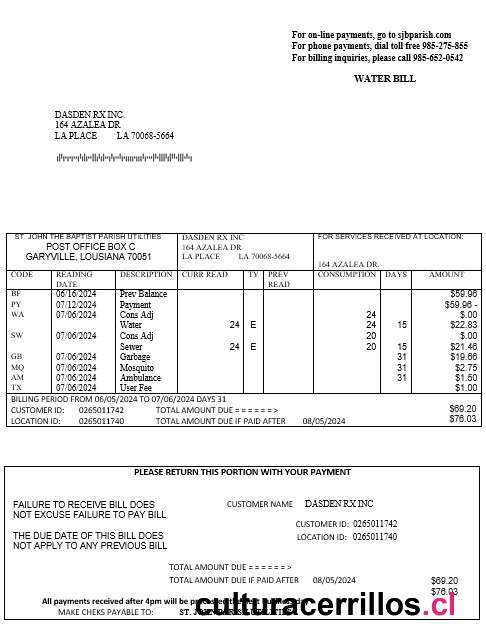 For on-line payments, go to sjbparish.com
For phone payments, dial toll free 985-275-855
For billing inquiries, please call 985-652-0542
WATER BILL
DASDEN RX INC.
164 AZALEA DR
LA PLACE LA 70068-5664
ST. JOHN THE BAPTIST PARISH UTILITIES
POST OFFICE BOX C
GARYVILLE, LOUSIANA 70051
DASDEN RX INC
164 AZALEA DR
LA PLACE LA 70068-5664
FOR SERVICES RECEIVED AT LOCATION:
164 AZALEA DR.
CODE READING DATE DESCRIPTION CURR READ TY PREV READ CONSUMPTION DAYS AMOUNT
BF 06/16/2024 Prev Balance $59.96
PY 07/12/2024 Payment $59.96 -
WA 07/06/2024 Cons Adj 24 $.00
Water 24 E 24 15 $22.83
SW 07/06/2024 Cons Adj 20 $.00
Sewer 24 E 20 15 $21.46
GB 07/06/2024 Garbage 31 $19.66
MQ 07/06/2024 Mosquito 31 $2.75
AM 07/06/2024 Ambulance 31 $1.50
TX 07/06/2024 User Fee $1.00
BILLING PERIOD FROM 06/05/2024 TO 07/06/2024 DAYS 31
CUSTOMER ID: 0265011742 TOTAL AMOUNT DUE = = = = = = > $69.20
LOCATION ID: 0265011740 TOTAL AMOUNT DUE IF PAID AFTER 08/05/2024 $76.03
PLEASE RETURN THIS PORTION WITH YOUR PAYMENT
FAILURE TO RECEIVE BILL DOES
NOT EXCUSE FAILURE TO PAY BILL
THE DUE DATE OF THIS BILL DOES
NOT APPLY TO ANY PREVIOUS BILL
CUSTOMER NAME DASDEN RX INC
CUSTOMER ID: 0265011742
LOCATION ID: 0265011740
TOTAL AMOUNT DUE = = = = = = >
TOTAL AMOUNT DUE IF PAID AFTER 08/05/2024 $69.20
$76.03
All payments received after 4pm will be
MAKE CHEKS PAYABLE TO: ST.
culturacerrillos.cl